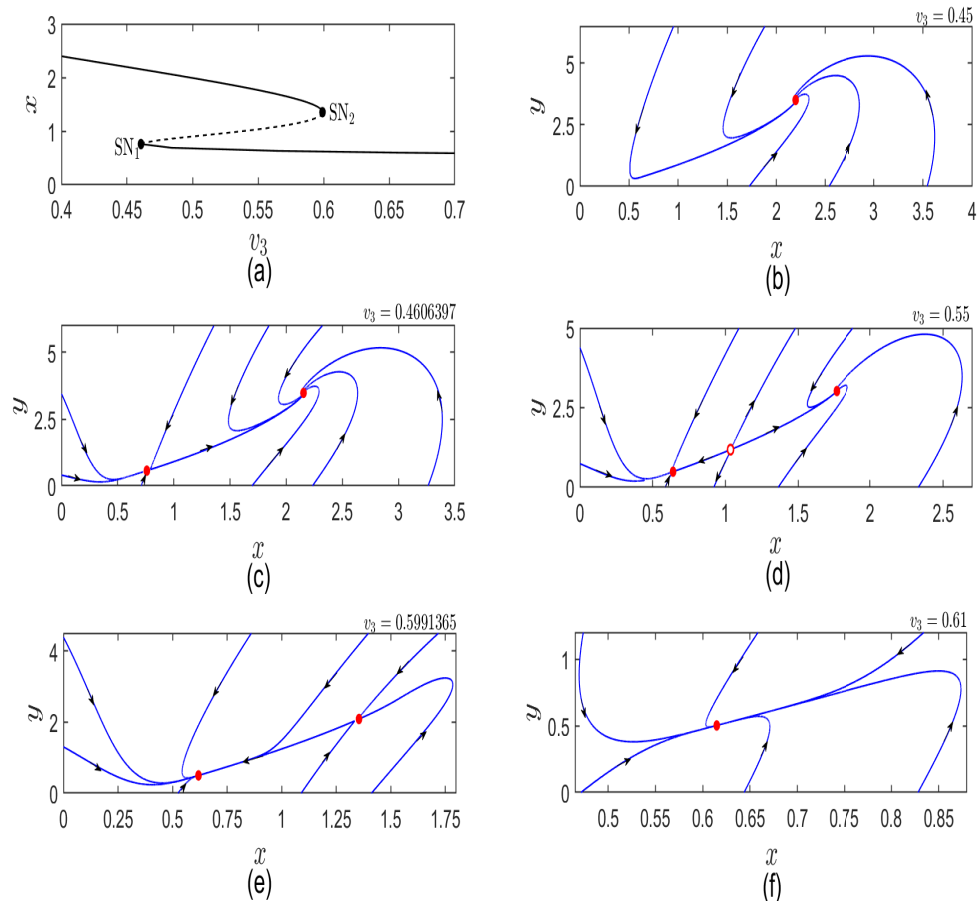 3
2
1
0
x
SN₂
SN₁
0.4 0.45 0.5 0.55 0.6 0.65 0.7
v₃
(a)
v₃ = 0.45
5
2.5
0
y
0 0.5 1 1.5 2 2.5 3 3.5 4
x
(b)
v₃ = 0.4606397
5
2.5
0
y
0 0.5 1 1.5 2 2.5 3 3.5
x
(c)
v₃ = 0.55
5
2.5
0
y
0 0.5 1 1.5 2 2.5
x
(d)
v₃ = 0.5991365
4
2
0
y
0 0.25 0.5 0.75 1 1.25 1.5 1.75
x
(e)
v₃ = 0.61
1
0.5
0
y
0.5 0.55 0.6 0.65 0.7 0.75 0.8 0.85
x
(f)